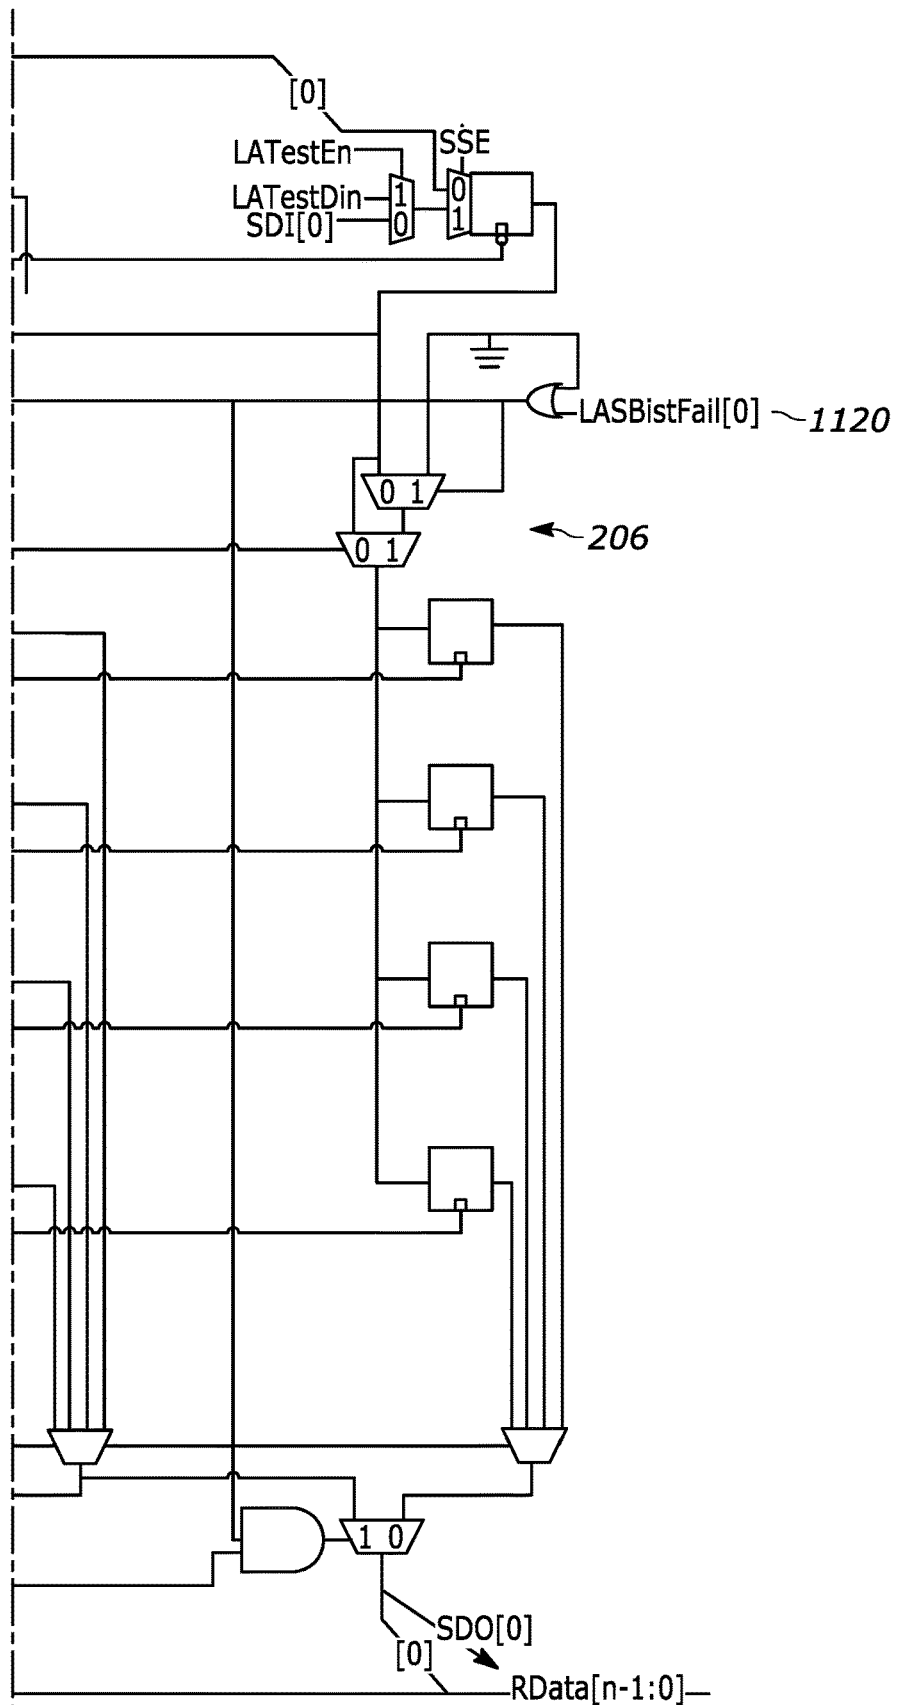 [0]
SSE
LATestEn
LATestDin 1 0
SDI[0] 0 1
LASBistFail[0] 1120
0 1
206
0 1
1 0
SDO[0]
[0]
RData[n-1:0]